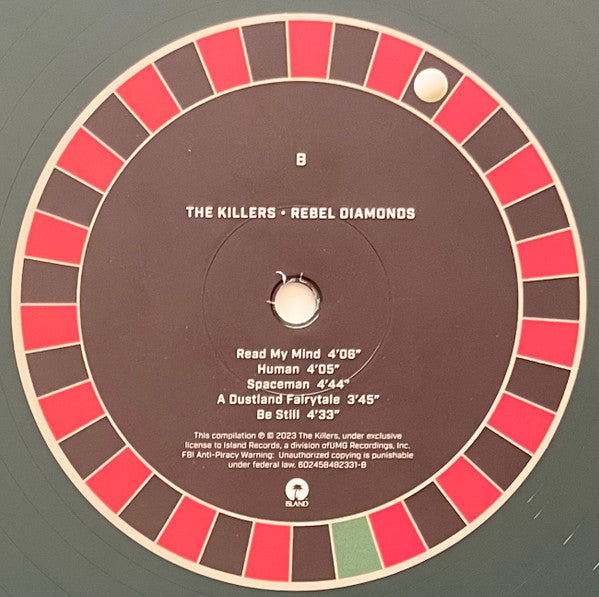 B
THE KILLERS • REBEL DIAMONDS
Read My Mind 4'06"
Human 4'05"
Spaceman 4'44"
A Dustland Fairytale 3'45"
Be Still 4'33"
This compilation ℗ © 2023 The Killers, under exclusive
license to Island Records, a division ofUMG Recordings, Inc.
FBI Anti-Piracy Warning: Unauthorized copying is punishable
under federal law. 602458482331-B
ISLAND